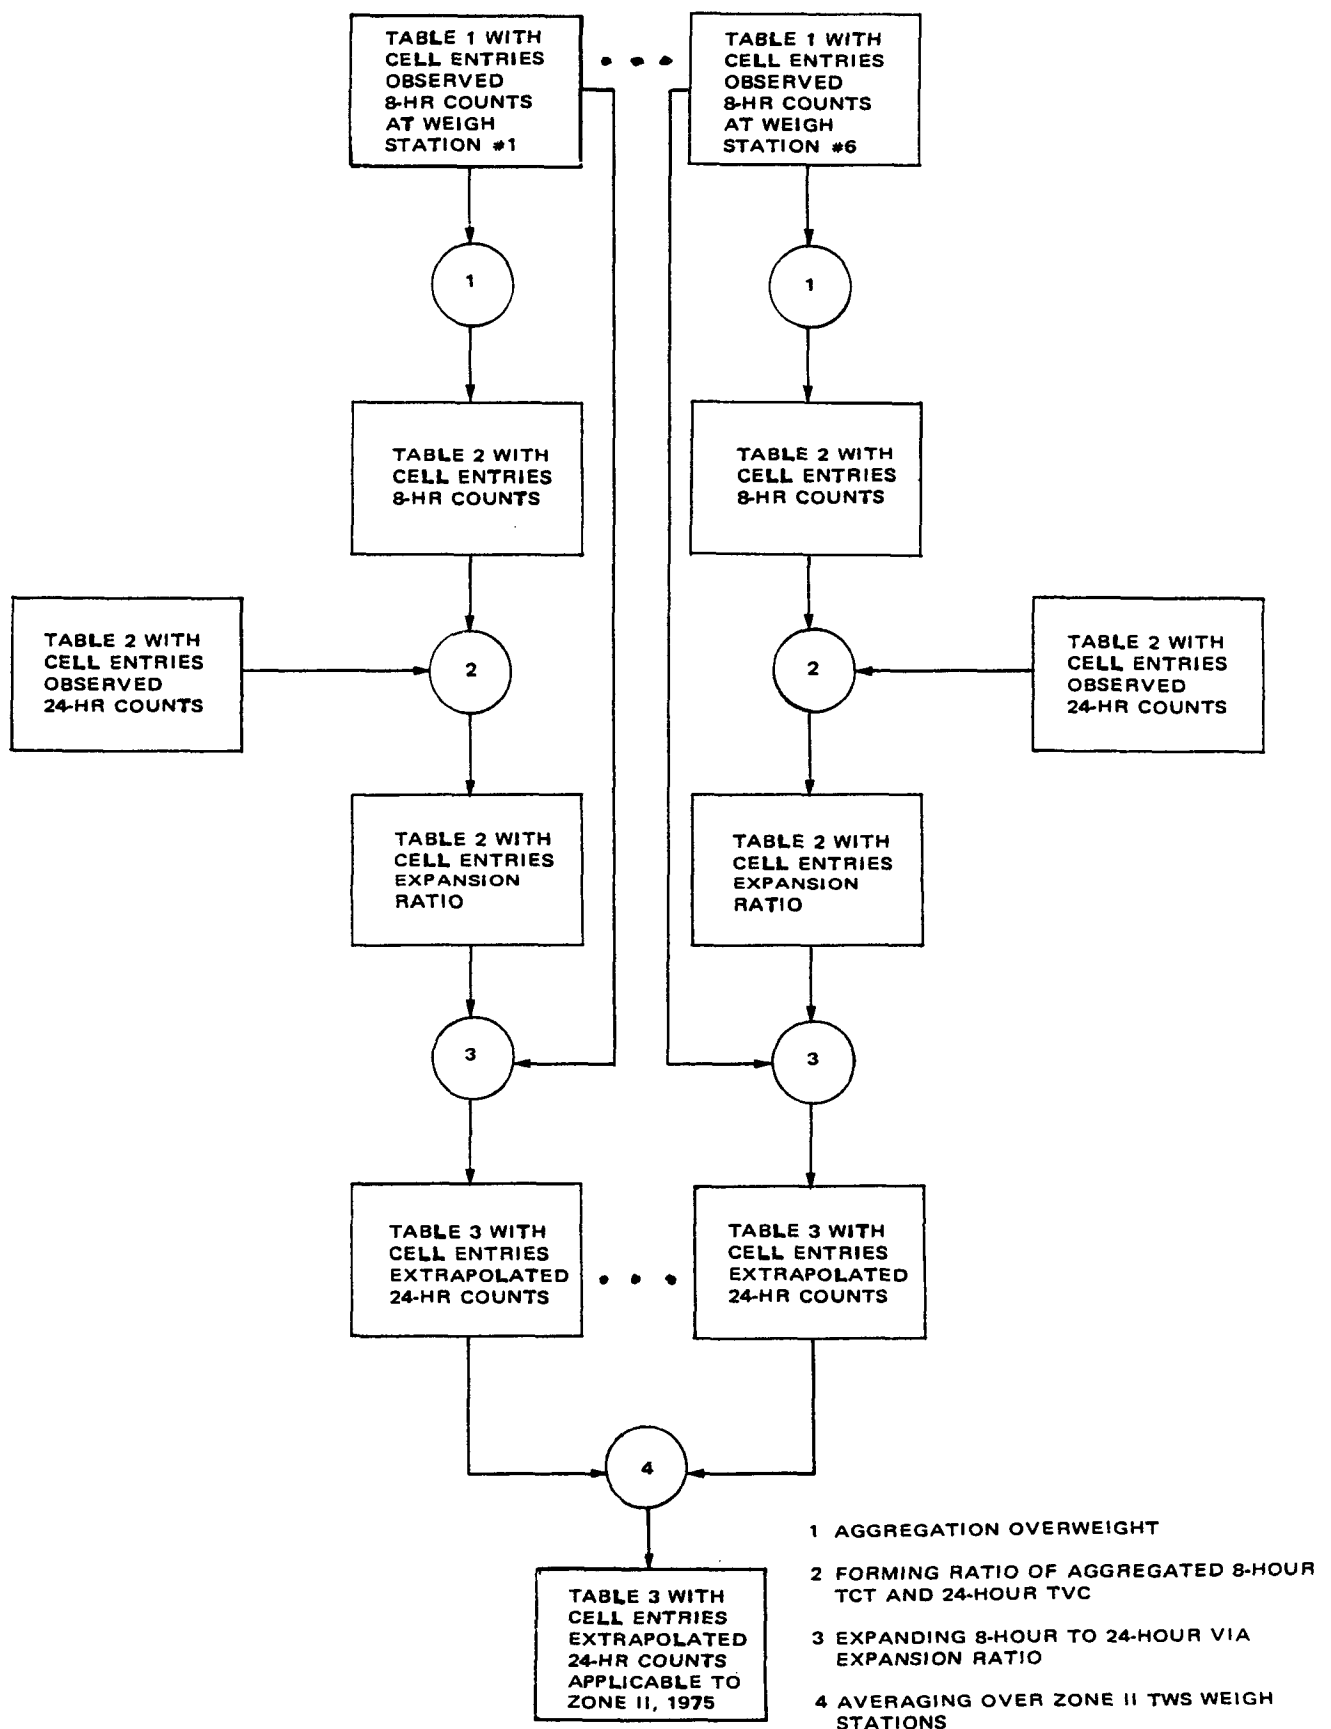 TABLE 1 WITH
CELL ENTRIES
OBSERVED
8-HR COUNTS
AT WEIGH
STATION #1
TABLE 1 WITH
CELL ENTRIES
OBSERVED
8-HR COUNTS
AT WEIGH
STATION #6
1
1
TABLE 2 WITH
CELL ENTRIES
8-HR COUNTS
TABLE 2 WITH
CELL ENTRIES
8-HR COUNTS
TABLE 2 WITH
CELL ENTRIES
OBSERVED
24-HR COUNTS
2
2
TABLE 2 WITH
CELL ENTRIES
OBSERVED
24-HR COUNTS
TABLE 2 WITH
CELL ENTRIES
EXPANSION
RATIO
TABLE 2 WITH
CELL ENTRIES
EXPANSION
RATIO
3
3
TABLE 3 WITH
CELL ENTRIES
EXTRAPOLATED
24-HR COUNTS
TABLE 3 WITH
CELL ENTRIES
EXTRAPOLATED
24-HR COUNTS
4
TABLE 3 WITH
CELL ENTRIES
EXTRAPOLATED
24-HR COUNTS
APPLICABLE TO
ZONE II, 1975
1 AGGREGATION OVERWEIGHT
2 FORMING RATIO OF AGGREGATED 8-HOUR
TCT AND 24-HOUR TVC
3 EXPANDING 8-HOUR TO 24-HOUR VIA
EXPANSION RATIO
4 AVERAGING OVER ZONE II TWS WEIGH
STATIONS